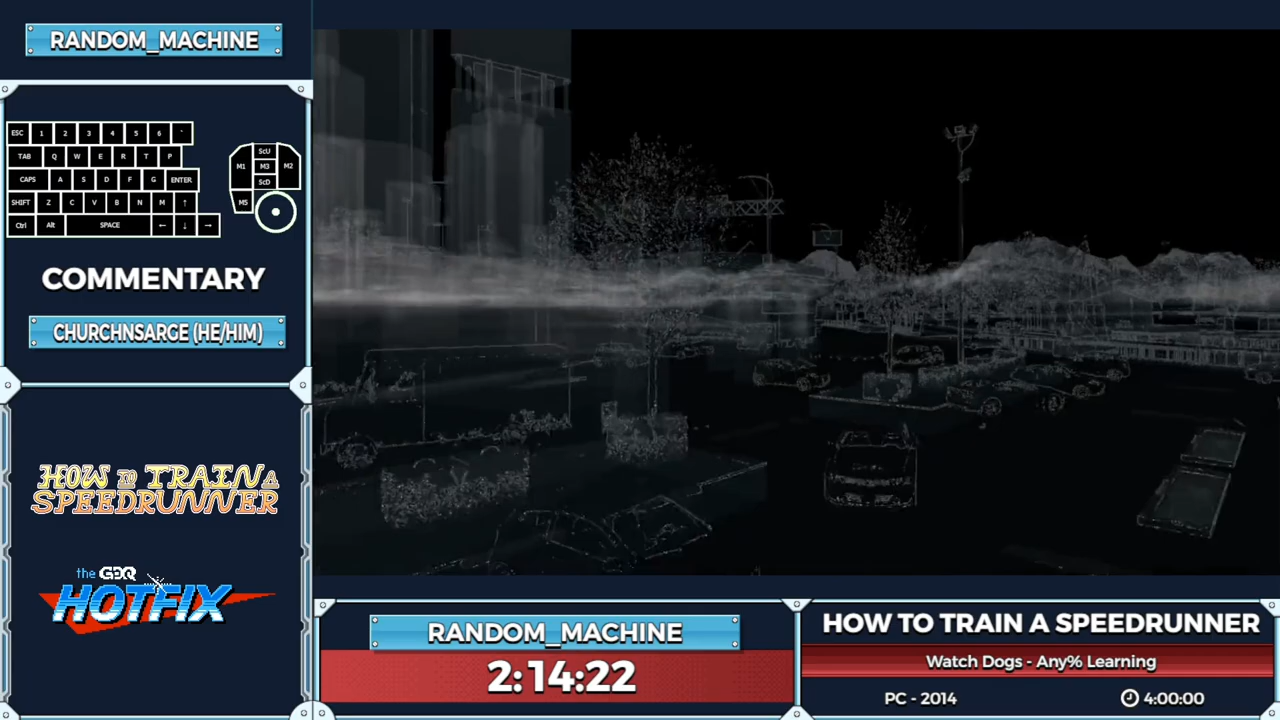 RANDOM_MACHINE
ESC 1 2 3 4 5 6 `
TAB Q W E R T P
CAPS A S D F G ENTER
SHIFT Z C V B N M ↑
Ctrl Alt SPACE ← ↓ →
ScU
M1 M3 M2
ScD
M5
COMMENTARY
CHURCHNSARGE (HE/HIM)
HOW TO TRAIN A
SPEEDRUNNER
the GDQ
HOTFIX
RANDOM_MACHINE
2:14:22
HOW TO TRAIN A SPEEDRUNNER
Watch Dogs - Any% Learning
PC - 2014
4:00:00